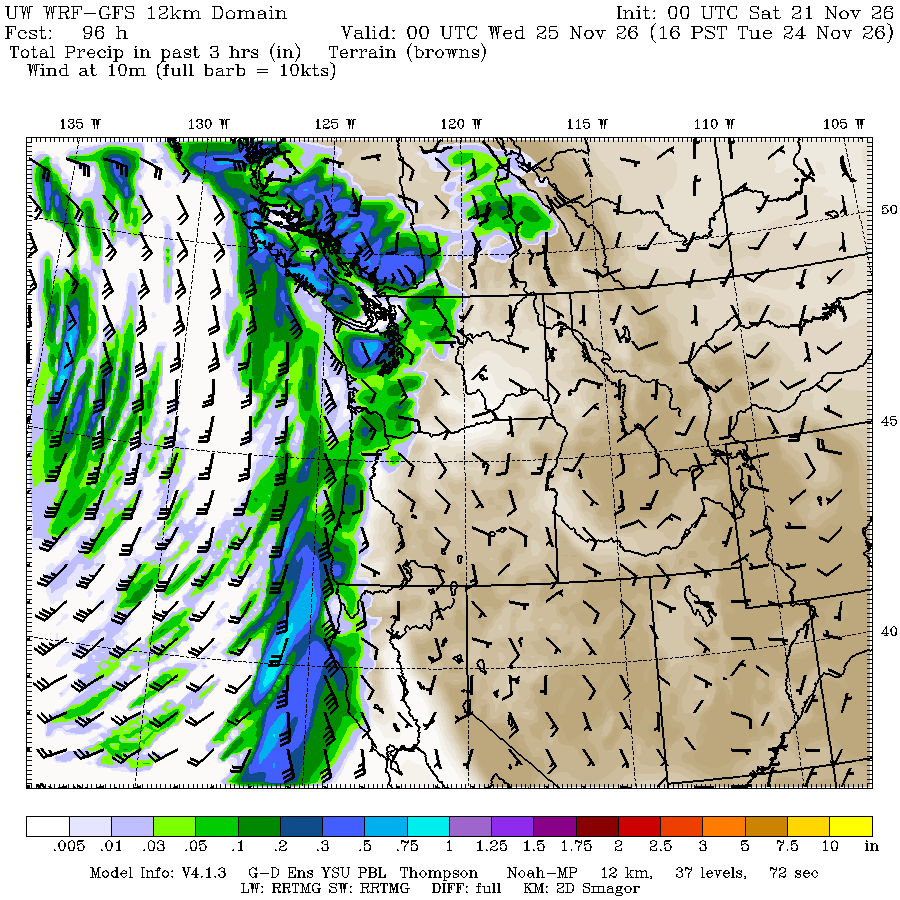 UW WRF-GFS 12km Domain Init: 00 UTC Sat 21 Nov 26
Fcst: 96 h Valid: 00 UTC Wed 25 Nov 26 (16 PST Tue 24 Nov 26)
Total Precip in past 3 hrs (in) Terrain (browns)
Wind at 10m (full barb = 10kts)
135 W 130 W 125 W 120 W 115 W 110 W 105 W
50
45
40
.005 .01 .03 .05 .1 .2 .3 .5 .75 1 1.25 1.5 1.75 2 2.5 3 5 7.5 10 in
Model Info: V4.1.3 G-D Ens YSU PBL Thompson Noah-MP 12 km, 37 levels, 72 sec
LW: RRTMG SW: RRTMG DIFF: full KM: 2D Smagor